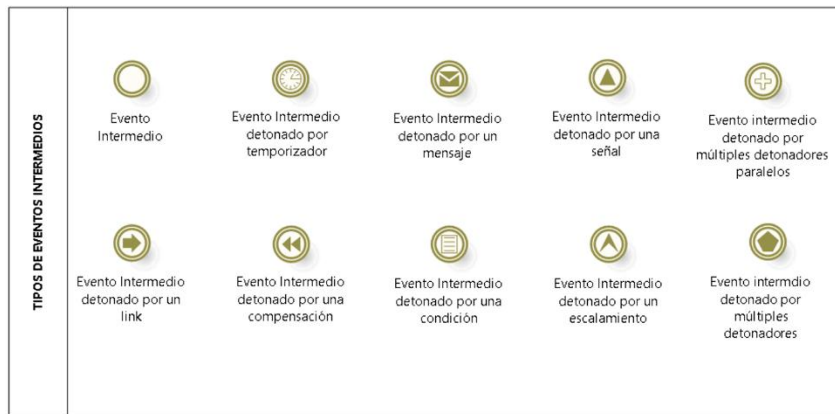 TIPOS DE EVENTOS INTERMEDIOS
Evento
Intermedio
Evento Intermedio
detonado por
temporizador
Evento Intermedio
detonado por un
mensaje
Evento Intermedio
detonado por una
señal
Evento intermedio
detonado por
múltiples detonadores
paralelos
Evento Intermedio
detonado por un
link
Evento Intermedio
detonado por una
compensación
Evento Intermedio
detonado por una
condición
Evento Intermedio
detonado por un
escalamiento
Evento intermdio
detonado por
múltiples
detonadores